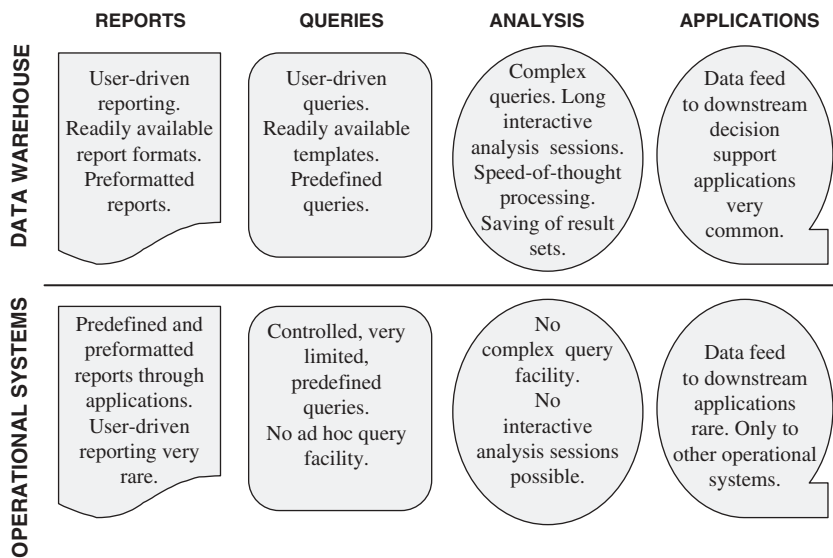 REPORTS
QUERIES
ANALYSIS
APPLICATIONS
DATA WAREHOUSE
User-driven
reporting.
Readily available
report formats.
Preformatted
reports.
User-driven
queries.
Readily available
templates.
Predefined
queries.
Complex
queries. Long
interactive
analysis sessions.
Speed-of-thought
processing.
Saving of result
sets.
Data feed
to downstream
decision
support
applications
very
common.
OPERATIONAL SYSTEMS
Predefined and
preformatted
reports through
applications.
User-driven
reporting very
rare.
Controlled, very
limited,
predefined
queries.
No ad hoc query
facility.
No
complex query
facility.
No
interactive
analysis sessions
possible.
Data feed
to downstream
applications
rare. Only to
other operational
systems.